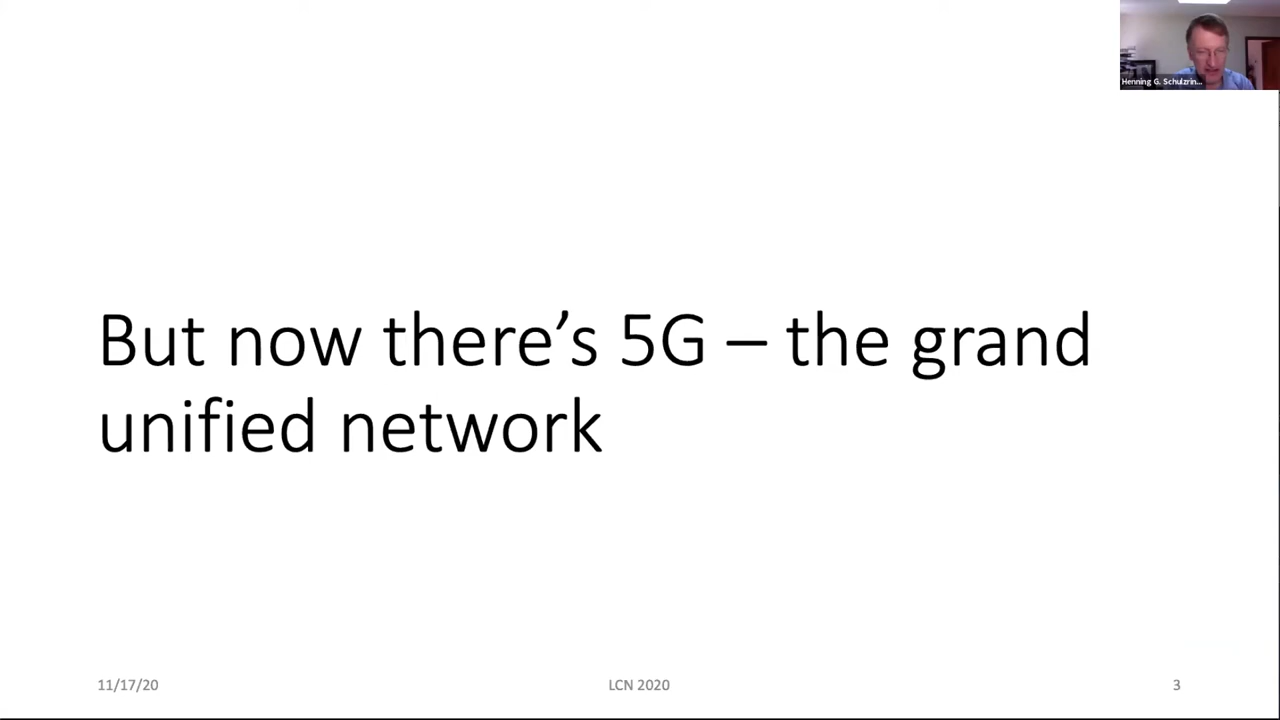 Henning G. Schulzrin...
But now there’s 5G – the grand
unified network
11/17/20
LCN 2020
3